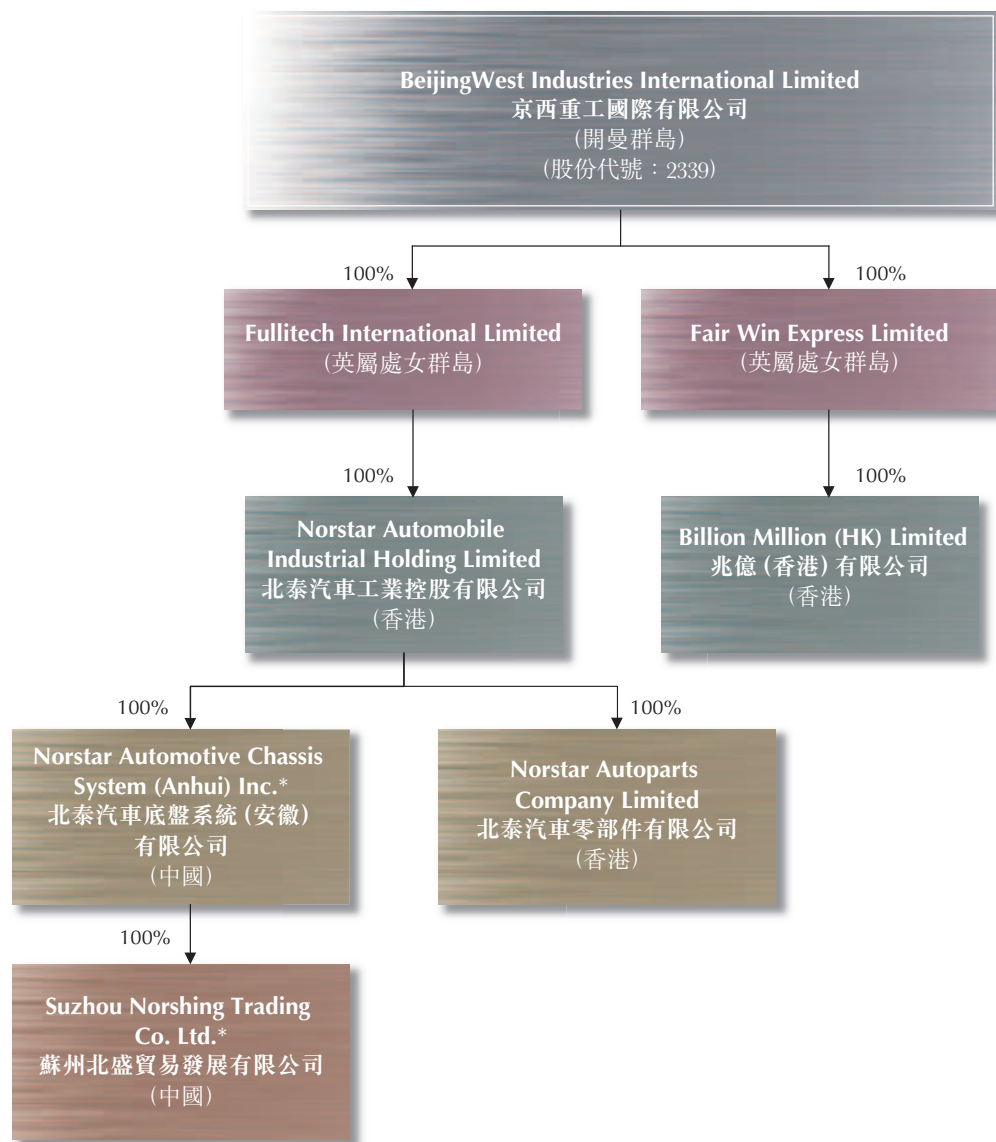 BeijingWest Industries International Limited
京西重工國際有限公司
(開曼群島)
(股份代號：2339)
100%
100%
Fullitech International Limited
(英屬處女群島)
Fair Win Express Limited
(英屬處女群島)
100%
100%
Norstar Automobile
Industrial Holding Limited
北泰汽車工業控股有限公司
(香港)
Billion Million (HK) Limited
兆億(香港)有限公司
(香港)
100%
100%
Norstar Automotive Chassis
System (Anhui) Inc.*
北泰汽車底盤系統(安徽)
有限公司
(中國)
Norstar Autoparts
Company Limited
北泰汽車零部件有限公司
(香港)
100%
Suzhou Norshing Trading
Co. Ltd.*
蘇州北盛貿易發展有限公司
(中國)